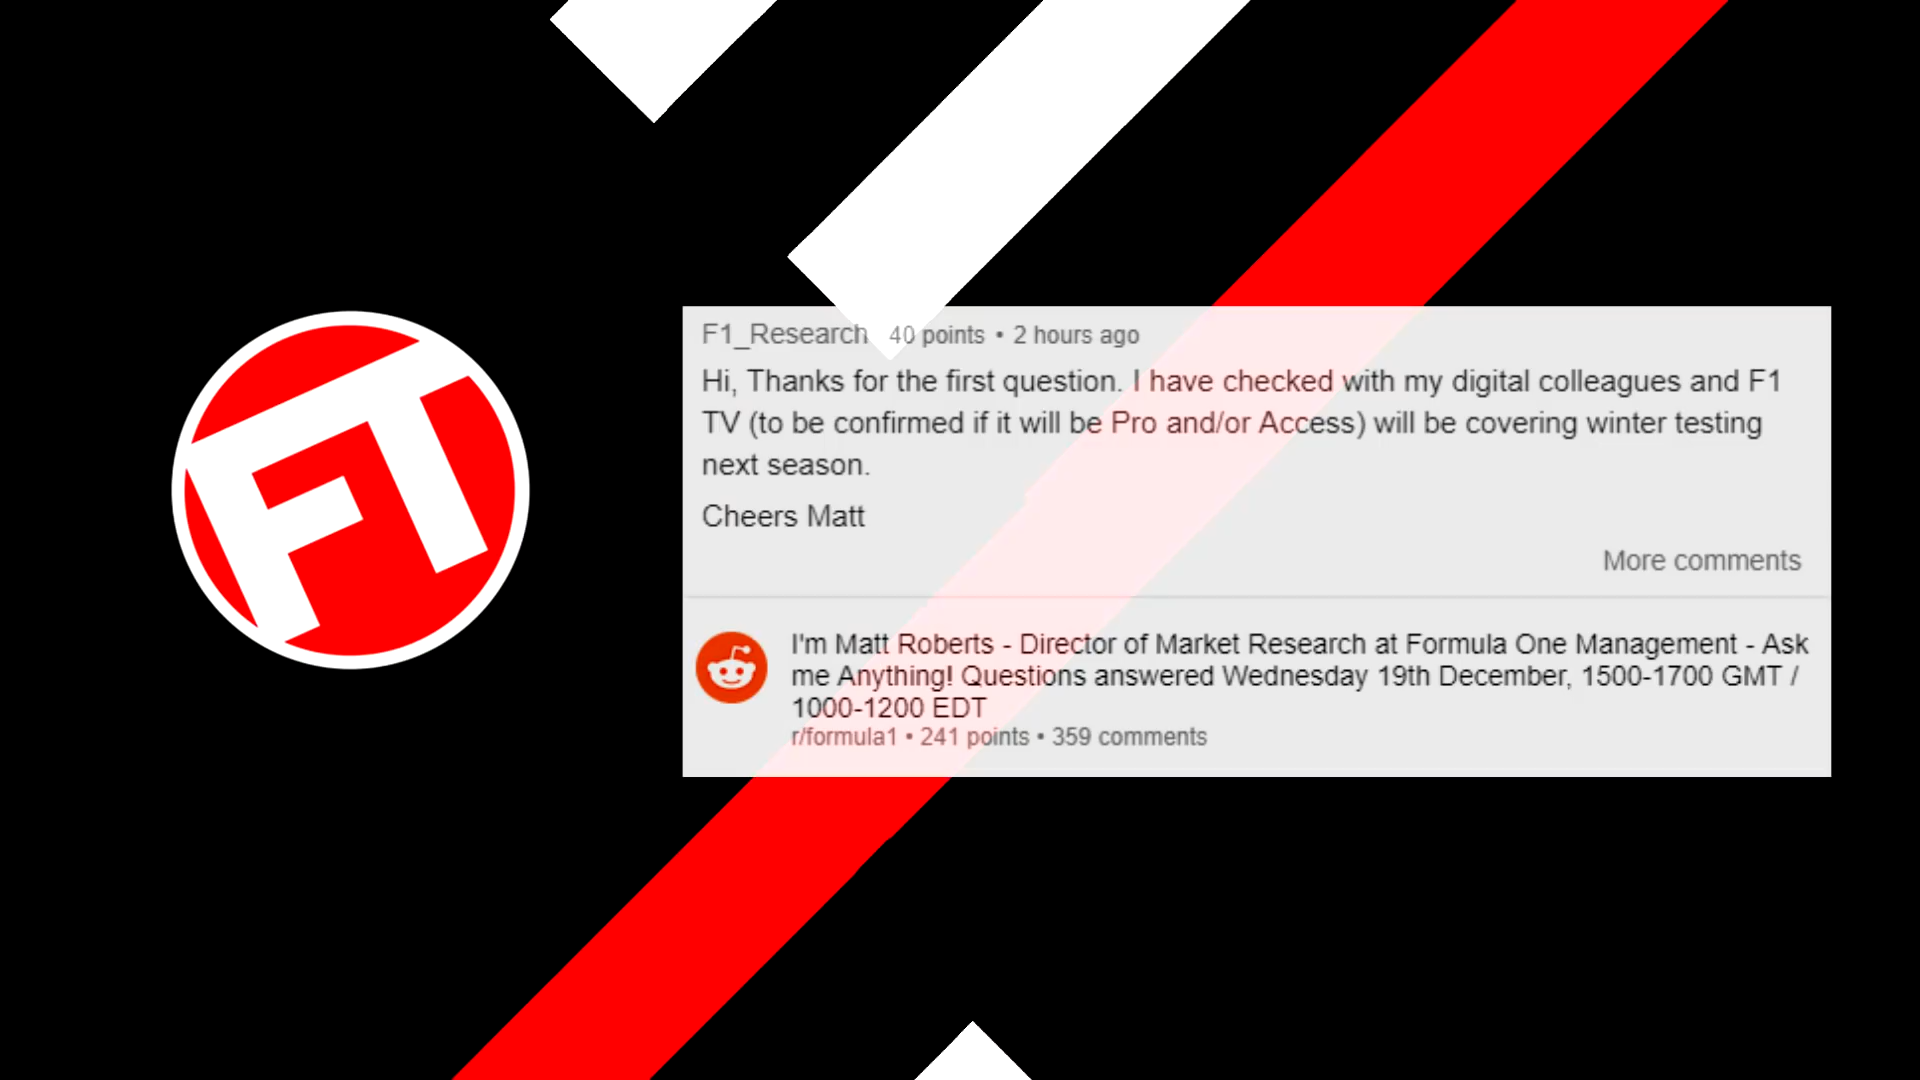 FT
F1_Research 40 points • 2 hours ago
Hi, Thanks for the first question. I have checked with my digital colleagues and F1
TV (to be confirmed if it will be Pro and/or Access) will be covering winter testing
next season.
Cheers Matt
More comments
I'm Matt Roberts - Director of Market Research at Formula One Management - Ask
me Anything! Questions answered Wednesday 19th December, 1500-1700 GMT /
1000-1200 EDT
r/formula1 • 241 points • 359 comments